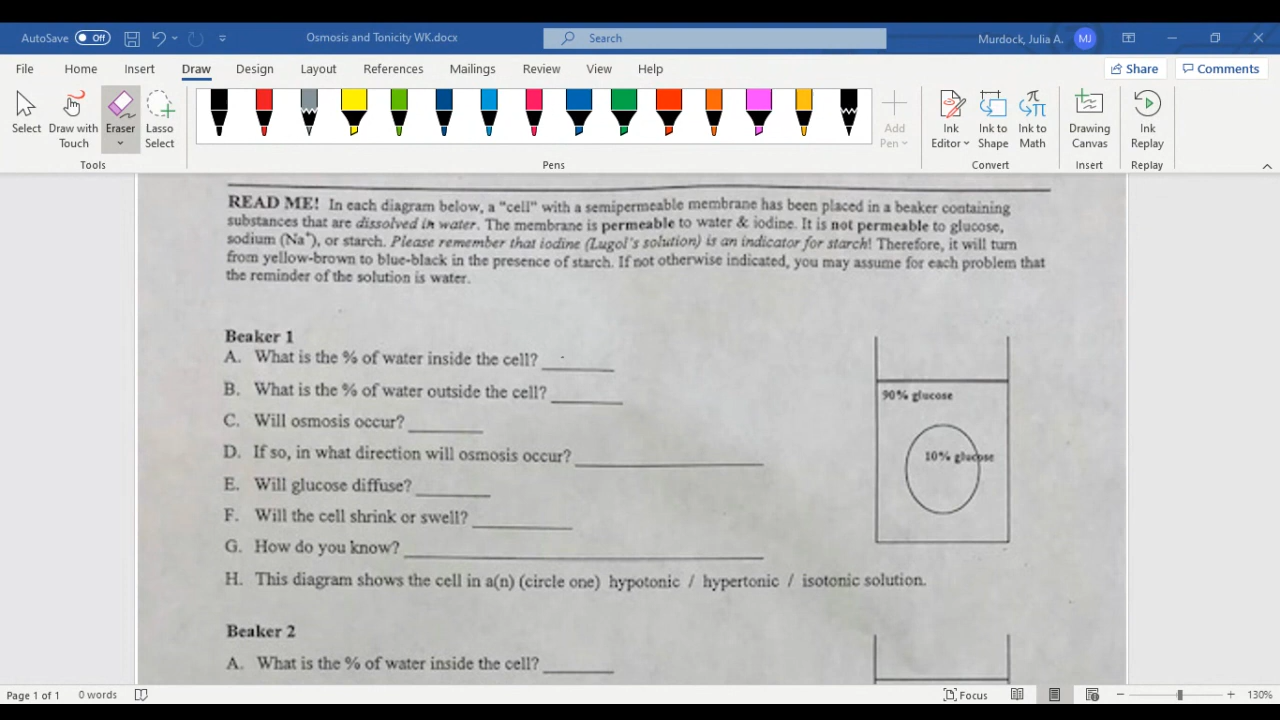 AutoSave Off Osmosis and Tonicity WK.docx Search Murdock, Julia A. MJ
File Home Insert Draw Design Layout References Mailings Review View Help Share Comments
Select Draw with Touch Eraser Lasso Select Add Pen Ink Editor Ink to Shape Ink to Math Drawing Canvas Ink Replay
Tools Pens Convert Insert Replay
READ ME! In each diagram below, a "cell" with a semipermeable membrane has been placed in a beaker containing
substances that are dissolved in water. The membrane is permeable to water & iodine. It is not permeable to glucose,
sodium (Na⁺), or starch. Please remember that iodine (Lugol's solution) is an indicator for starch! Therefore, it will turn
from yellow-brown to blue-black in the presence of starch. If not otherwise indicated, you may assume for each problem that
the reminder of the solution is water.
Beaker 1
A. What is the % of water inside the cell?
B. What is the % of water outside the cell?
C. Will osmosis occur?
D. If so, in what direction will osmosis occur?
E. Will glucose diffuse?
F. Will the cell shrink or swell?
G. How do you know?
H. This diagram shows the cell in a(n) (circle one) hypotonic / hypertonic / isotonic solution.
90% glucose
10% glucose
Beaker 2
A. What is the % of water inside the cell?
Page 1 of 1 0 words Focus 130%